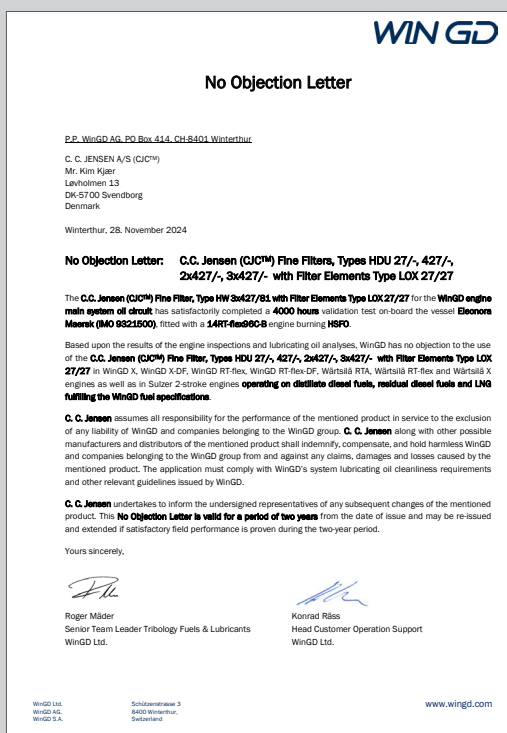 WIN GD
No Objection Letter
P.P. WinGD AG, PO Box 414, CH-8401 Winterthur
C. C. JENSEN A/S (CJC™)
Mr. Kim Kjær
Løvholmen 13
DK-5700 Svendborg
Denmark
Winterthur, 28. November 2024
No Objection Letter: C.C. Jensen (CJC™) Fine Filters, Types HDU 27/-, 427/-,
2x427/-, 3x427/- with Filter Elements Type LOX 27/27
The C.C. Jensen (CJC™) Fine Filter, Type HW 3x427/81 with Filter Elements Type LOX 27/27 for the WinGD engine
main system oil circuit has satisfactorily completed a 4000 hours validation test on-board the vessel Eleonora
Maersk (IMO 9321500), fitted with a 14RT-flex96C-B engine burning HSFO.
Based upon the results of the engine inspections and lubricating oil analyses, WinGD has no objection to the use
of the C.C. Jensen (CJC™) Fine Filter, Types HDU 27/-, 427/-, 2x427/-, 3x427/- with Filter Elements Type LOX
27/27 in WinGD X, WinGD X-DF, WinGD RT-flex, WinGD RT-flex-DF, Wärtsilä RTA, Wärtsilä RT-flex and Wärtsilä X
engines as well as in Sulzer 2-stroke engines operating on distillate diesel fuels, residual diesel fuels and LNG
fulfilling the WinGD fuel specifications.
C. C. Jensen assumes all responsibility for the performance of the mentioned product in service to the exclusion
of any liability of WinGD and companies belonging to the WinGD group. C. C. Jensen along with other possible
manufacturers and distributors of the mentioned product shall indemnify, compensate, and hold harmless WinGD
and companies belonging to the WinGD group from and against any claims, damages and losses caused by the
mentioned product. The application must comply with WinGD's system lubricating oil cleanliness requirements
and other relevant guidelines issued by WinGD.
C. C. Jensen undertakes to inform the undersigned representatives of any subsequent changes of the mentioned
product. This No Objection Letter is valid for a period of two years from the date of issue and may be re-issued
and extended if satisfactory field performance is proven during the two-year period.
Yours sincerely,
Roger Mäder
Senior Team Leader Tribology Fuels & Lubricants
WinGD Ltd.
Konrad Räss
Head Customer Operation Support
WinGD Ltd.
WinGD Ltd.
WinGD AG.
WinGD S.A.
Schützenstrasse 3
8400 Winterthur,
Switzerland
www.wingd.com